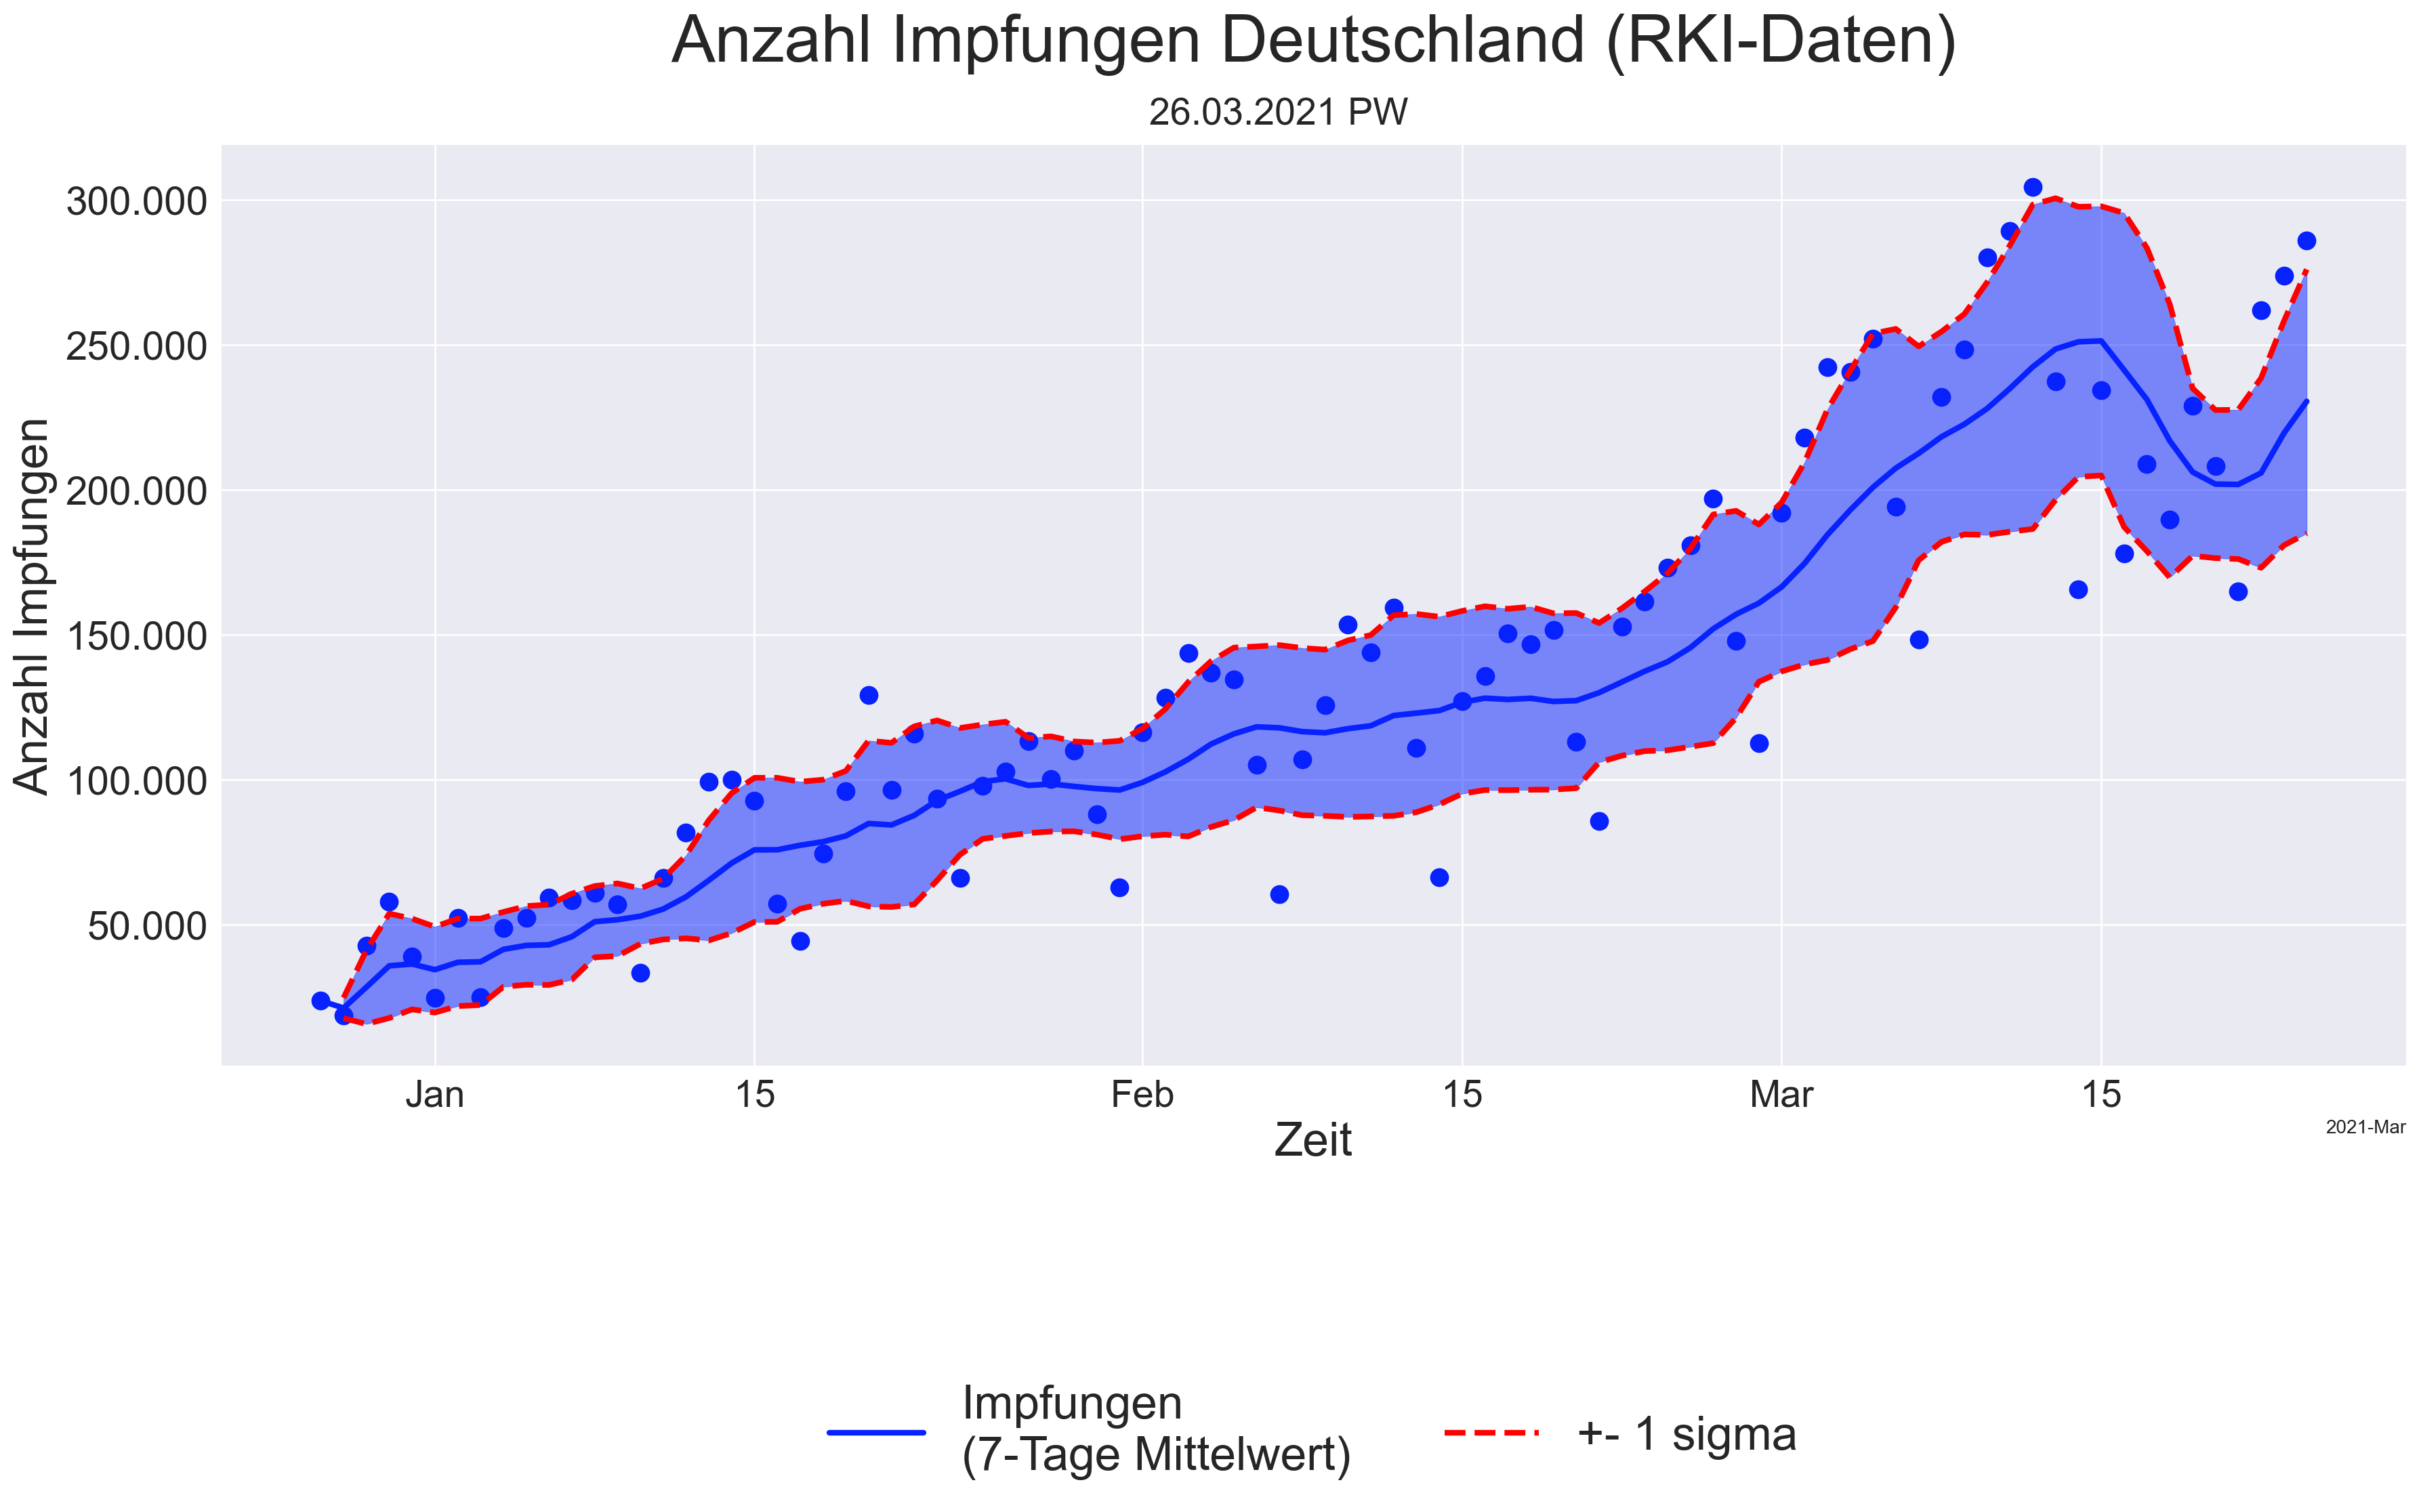 Anzahl Impfungen Deutschland (RKI-Daten)
26.03.2021 PW
Anzahl Impfungen
300.000
250.000
200.000
150.000
100.000
50.000
Jan
15
Feb
15
Mar
15
Zeit
2021-Mar
Impfungen
(7-Tage Mittelwert)
+- 1 sigma